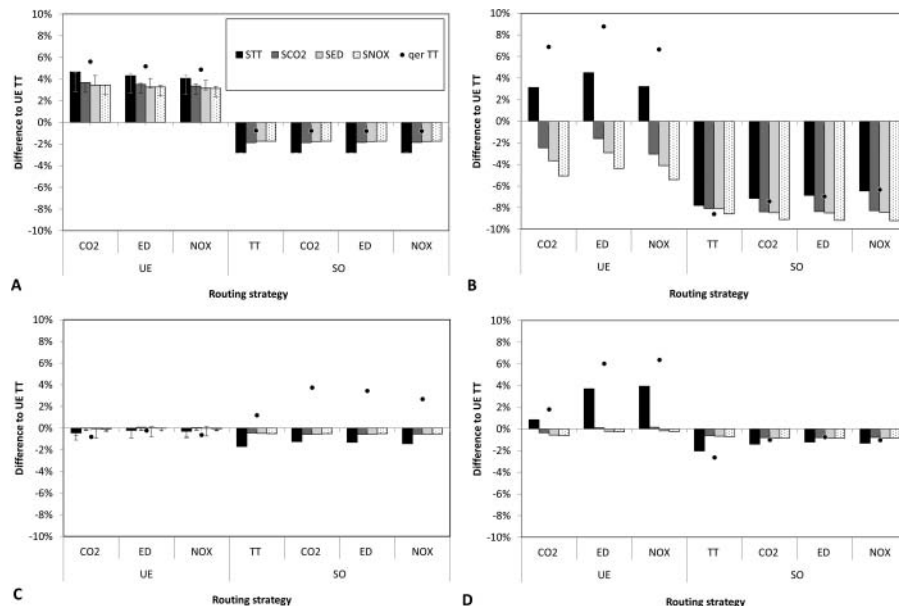 10%
8%
6%
4%
2%
0%
-2%
-4%
-6%
-8%
-10%
Difference to UE TT
STT SCO2 SED SNOX qer TT
CO2 ED NOX TT CO2 ED NOX
UE SO
Routing strategy
A
10%
8%
6%
4%
2%
0%
-2%
-4%
-6%
-8%
-10%
Difference to UE TT
CO2 ED NOX TT CO2 ED NOX
UE SO
Routing strategy
B
10%
8%
6%
4%
2%
0%
-2%
-4%
-6%
-8%
-10%
Difference to UE TT
CO2 ED NOX TT CO2 ED NOX
UE SO
Routing strategy
C
10%
8%
6%
4%
2%
0%
-2%
-4%
-6%
-8%
-10%
Difference to UE TT
CO2 ED NOX TT CO2 ED NOX
UE SO
Routing strategy
D